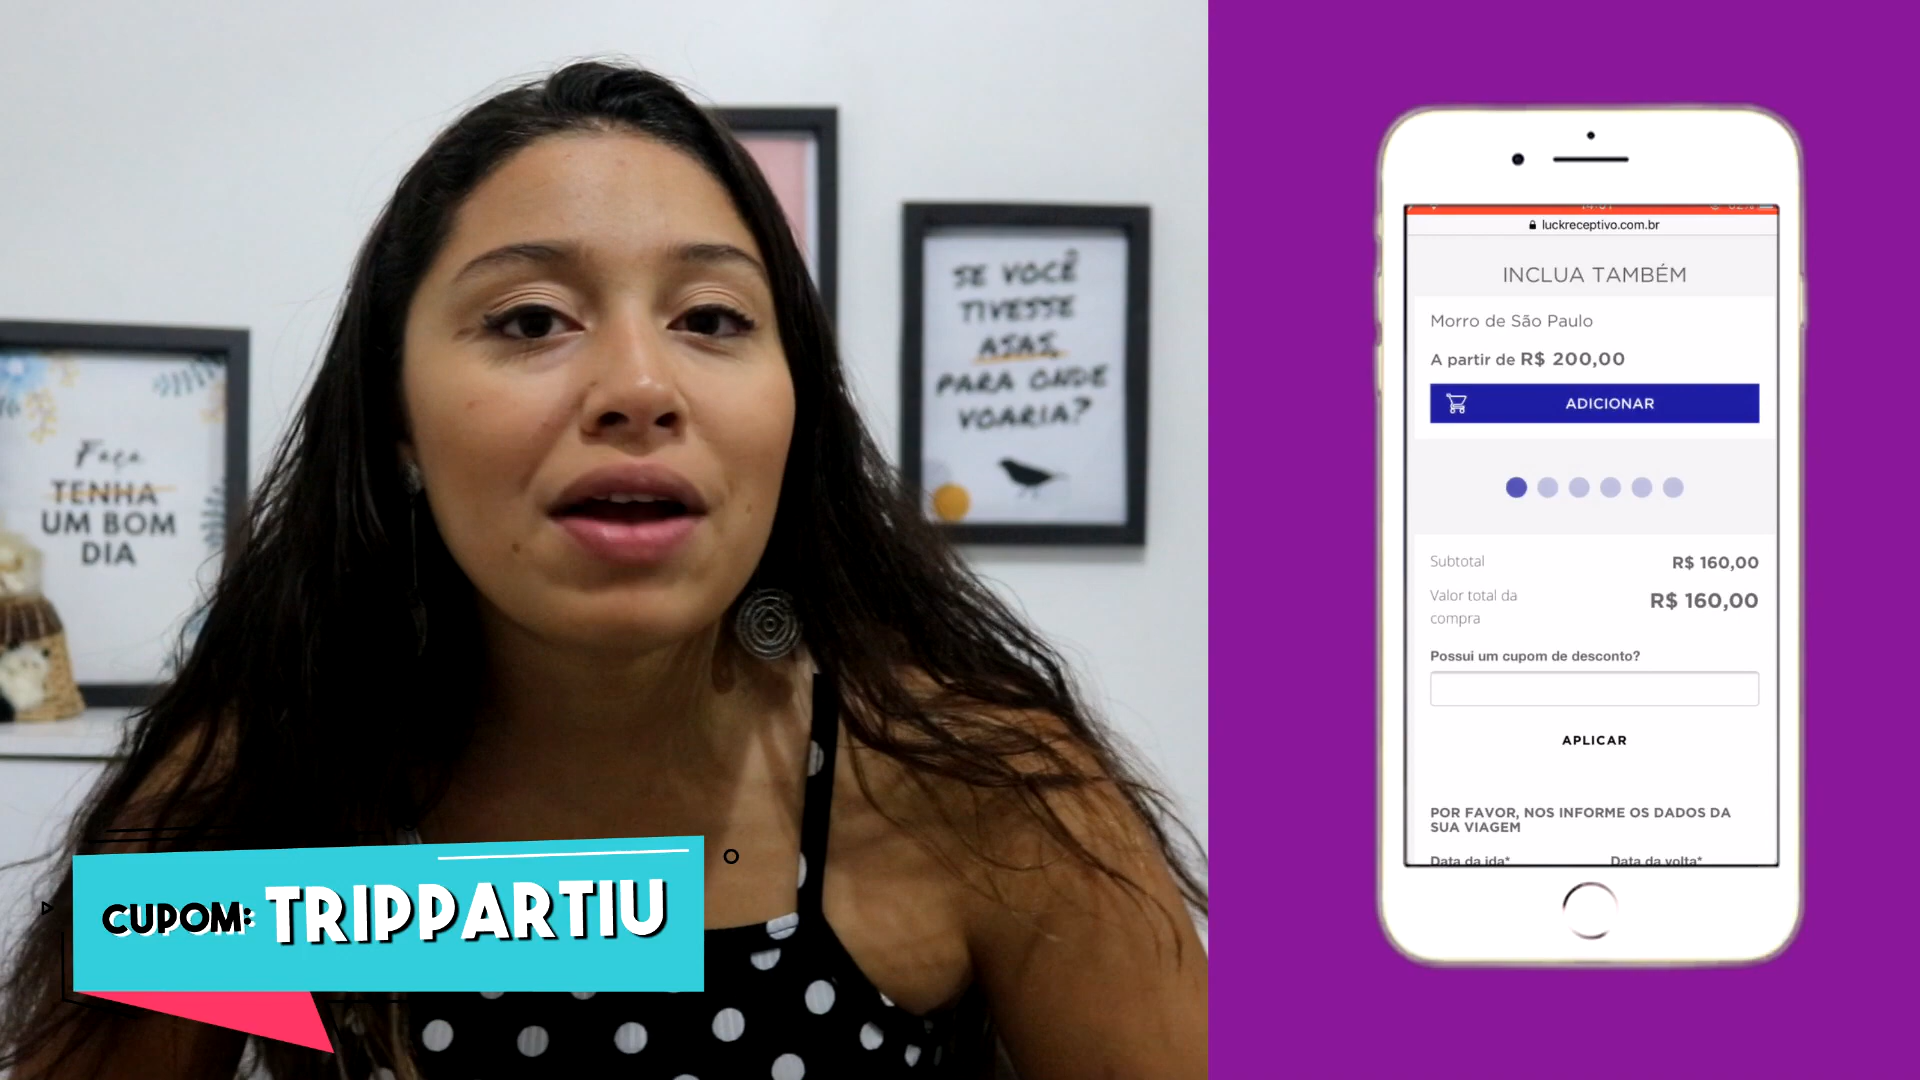 Faça
TENHA
UM BOM
DIA
SE VOCÊ
TIVESSE
ASAS,
PARA ONDE
VOARIA?
CUPOM: TRIPPARTIU
luckreceptivo.com.br
INCLUA TAMBÉM
Morro de São Paulo
A partir de R$ 200,00
ADICIONAR
Subtotal R$ 160,00
Valor total da R$ 160,00
compra
Possui um cupom de desconto?
APLICAR
POR FAVOR, NOS INFORME OS DADOS DA
SUA VIAGEM
Data da ida* Data da volta*